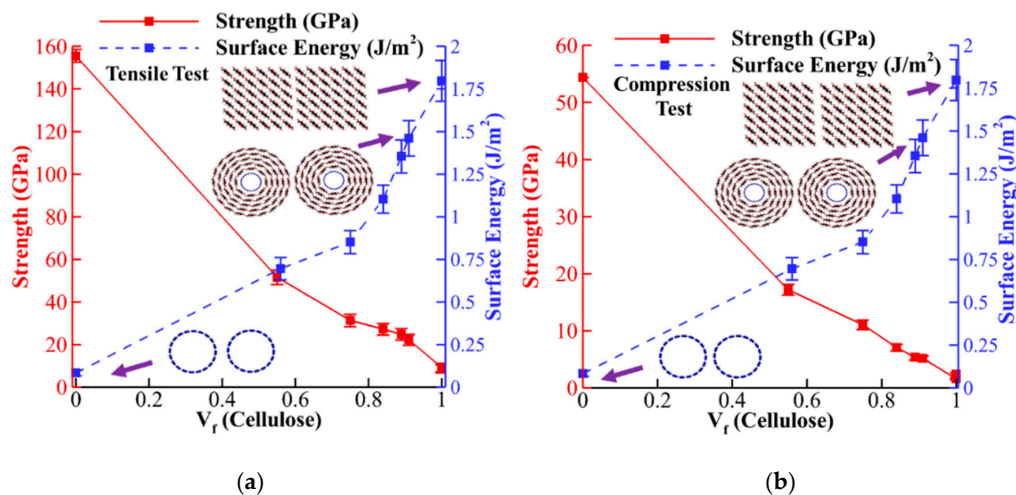 (a)
Strength (GPa)
Surface Energy (J/m²)
Tensile Test
160
140
120
100
80
60
40
20
0
Strength (GPa)
2
1.75
1.5
1.25
1
0.75
0.5
0.25
0
Surface Energy (J/m²)
0 0.2 0.4 0.6 0.8 1
V_f (Cellulose)
(a)
(b)
Strength (GPa)
Surface Energy (J/m²)
Compression
Test
60
50
40
30
20
10
0
Strength (GPa)
2
1.75
1.5
1.25
1
0.75
0.5
0.25
0
Surface Energy (J/m²)
0 0.2 0.4 0.6 0.8 1
V_f (Cellulose)
(b)